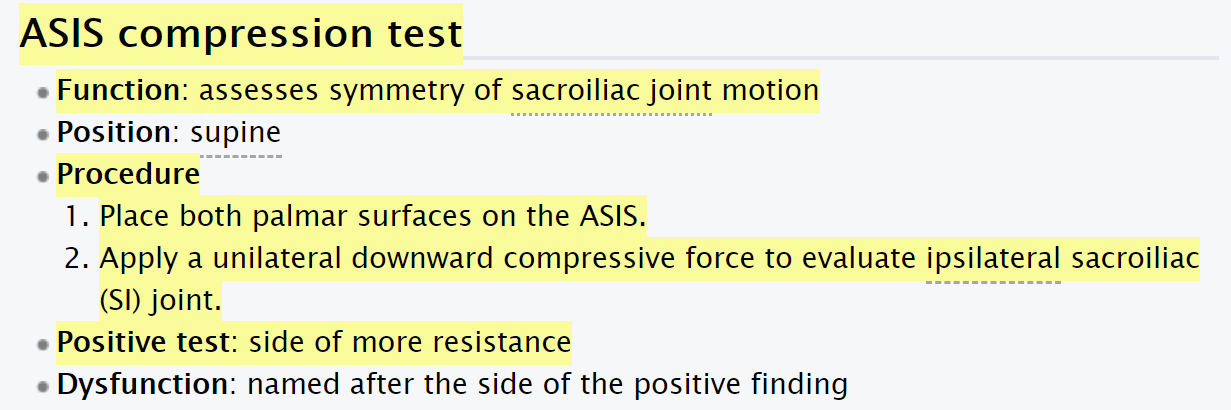 ASIS compression test
Function: assesses symmetry of sacroiliac joint motion
Position: supine
Procedure
1. Place both palmar surfaces on the ASIS.
2. Apply a unilateral downward compressive force to evaluate ipsilateral sacroiliac
(SI) joint.
Positive test: side of more resistance
Dysfunction: named after the side of the positive finding